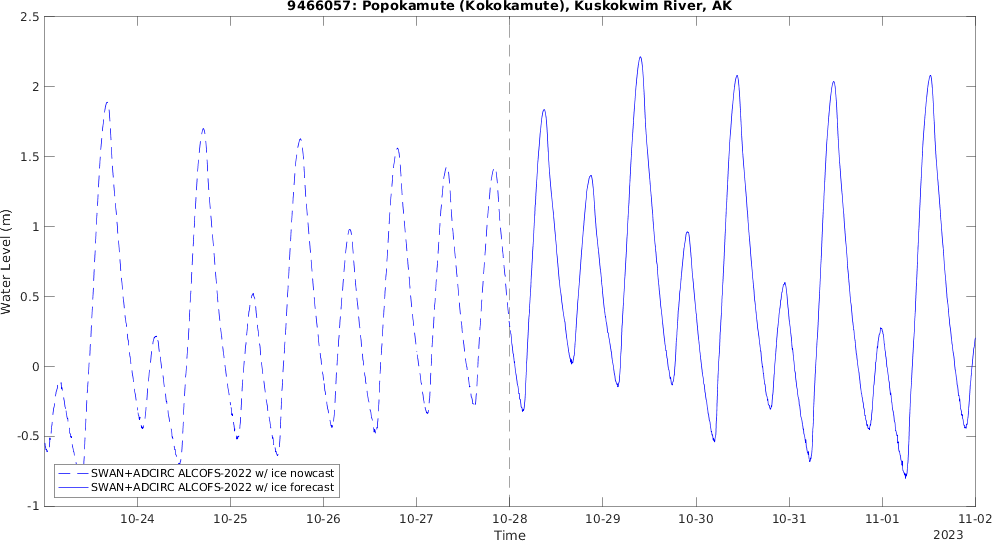 9466057: Popokamute (Kokokamute), Kuskokwim River, AK
Water Level (m)
2.5
2
1.5
1
0.5
0
-0.5
-1
SWAN+ADCIRC ALCOFS-2022 w/ ice nowcast
SWAN+ADCIRC ALCOFS-2022 w/ ice forecast
10-24 10-25 10-26 10-27 10-28 10-29 10-30 10-31 11-01 11-02
Time
2023